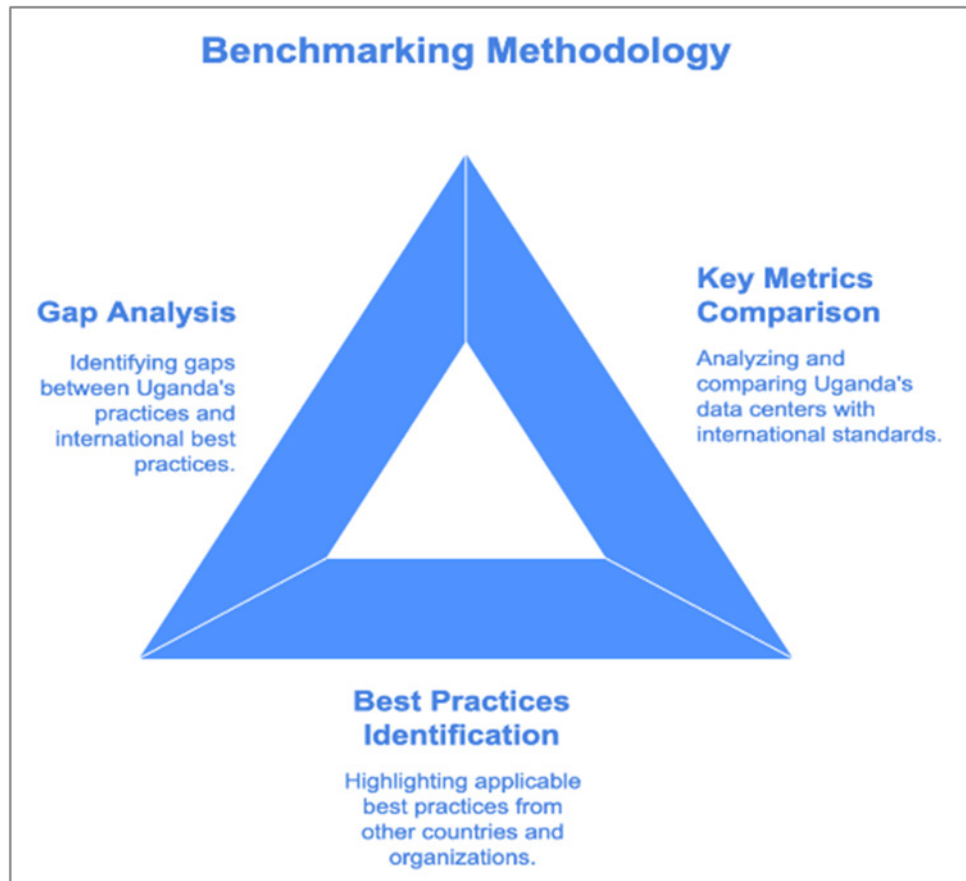 Benchmarking Methodology
Gap Analysis
Identifying gaps
between Uganda's
practices and
international best
practices.
Key Metrics
Comparison
Analyzing and
comparing Uganda's
data centers with
international standards.
Best Practices
Identification
Highlighting applicable
best practices from
other countries and
organizations.